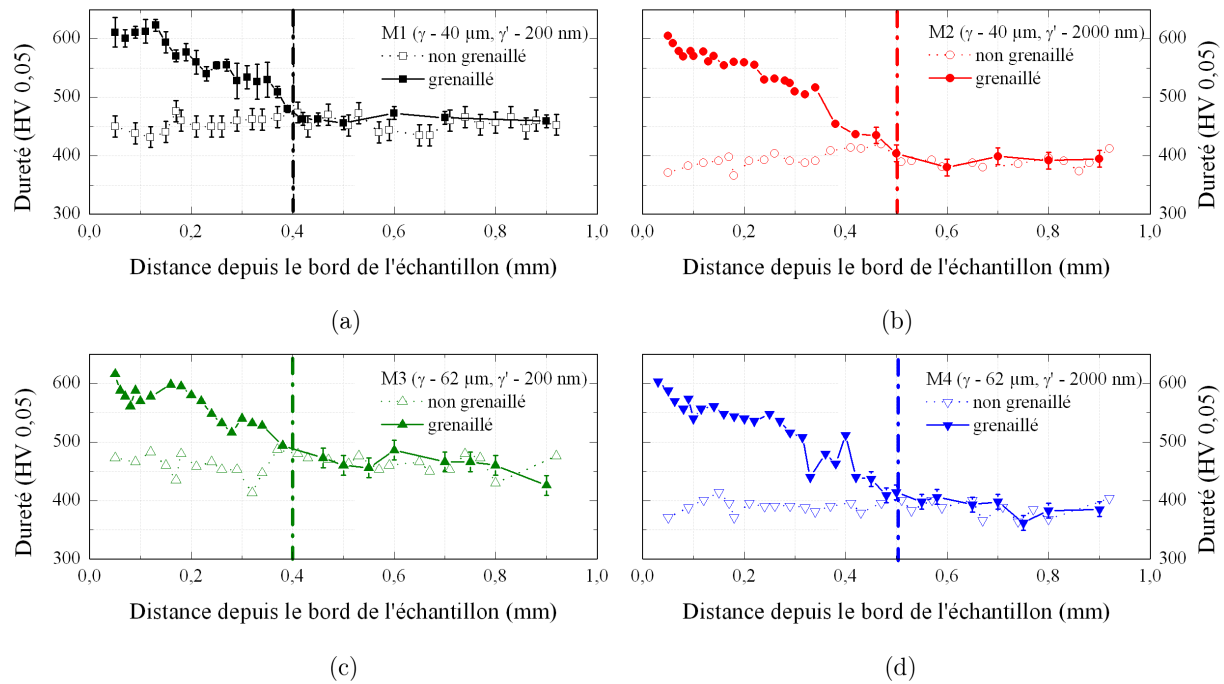 M1 (γ - 40 µm, γ' - 200 nm)
non grenaillé
grenaillé
Dureté (HV 0,05)
600
500
400
300
0,0
0,2
0,4
0,6
0,8
1,0
Distance depuis le bord de l'échantillon (mm)
(a)
M2 (γ - 40 µm, γ' - 2000 nm)
non grenaillé
grenaillé
Dureté (HV 0,05)
600
500
400
300
0,0
0,2
0,4
0,6
0,8
1,0
Distance depuis le bord de l'échantillon (mm)
(b)
M3 (γ - 62 µm, γ' - 200 nm)
non grenaillé
grenaillé
Dureté (HV 0,05)
600
500
400
300
0,0
0,2
0,4
0,6
0,8
1,0
Distance depuis le bord de l'échantillon (mm)
(c)
M4 (γ - 62 µm, γ' - 2000 nm)
non grenaillé
grenaillé
Dureté (HV 0,05)
600
500
400
300
0,0
0,2
0,4
0,6
0,8
1,0
Distance depuis le bord de l'échantillon (mm)
(d)